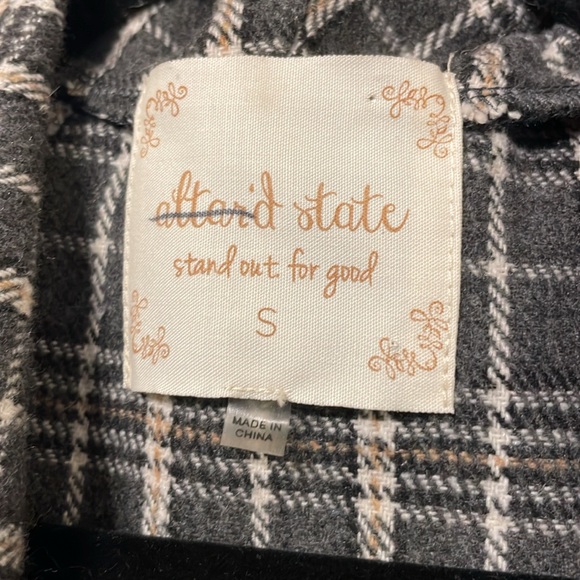 altar'd state
stand out for good
S
MADE IN
CHINA